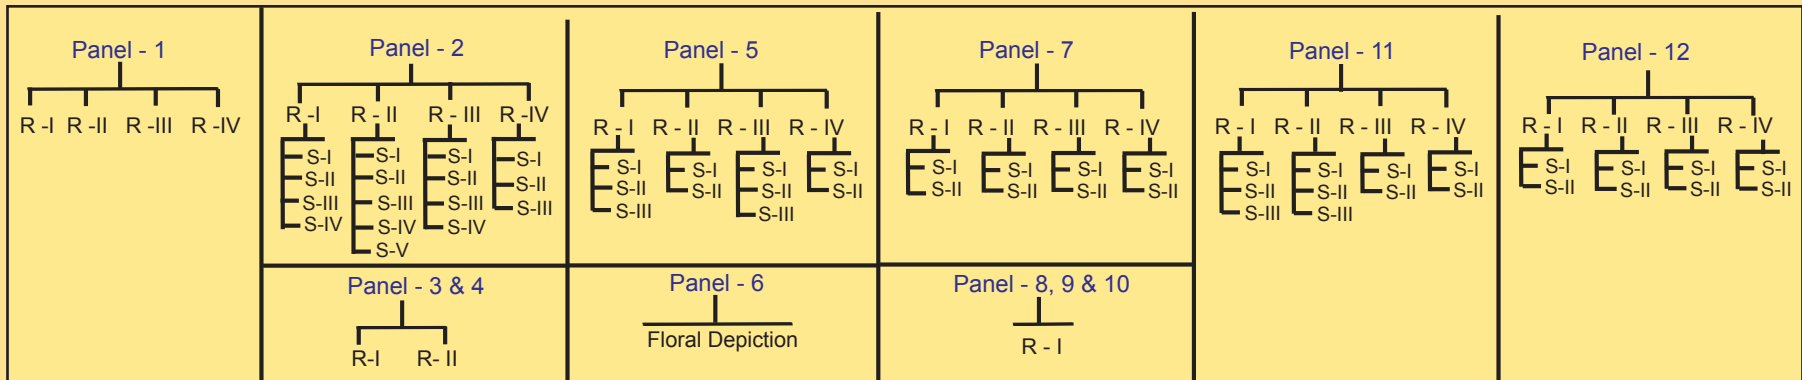 Panel - 1
R -I R -II R -III R -IV
Panel - 2
R -I R - II R - III R -IV
S-I
S-II
S-III
S-IV
S-I
S-II
S-III
S-IV
S-V
S-I
S-II
S-III
S-IV
S-I
S-II
S-III
Panel - 3 & 4
R-I R- II
Panel - 5
R - I R - II R - III R - IV
S-I
S-II
S-III
S-I
S-II
S-I
S-II
S-III
S-I
S-II
Panel - 6
Floral Depiction
Panel - 7
R - I R - II R - III R - IV
S-I
S-II
S-I
S-II
S-I
S-II
S-I
S-II
Panel - 8, 9 & 10
R - I
Panel - 11
R - I R - II R - III R - IV
S-I
S-II
S-III
S-I
S-II
S-III
S-I
S-II
S-I
S-II
Panel - 12
R - I R - II R - III R - IV
S-I
S-II
S-I
S-II
S-I
S-II
S-I
S-II